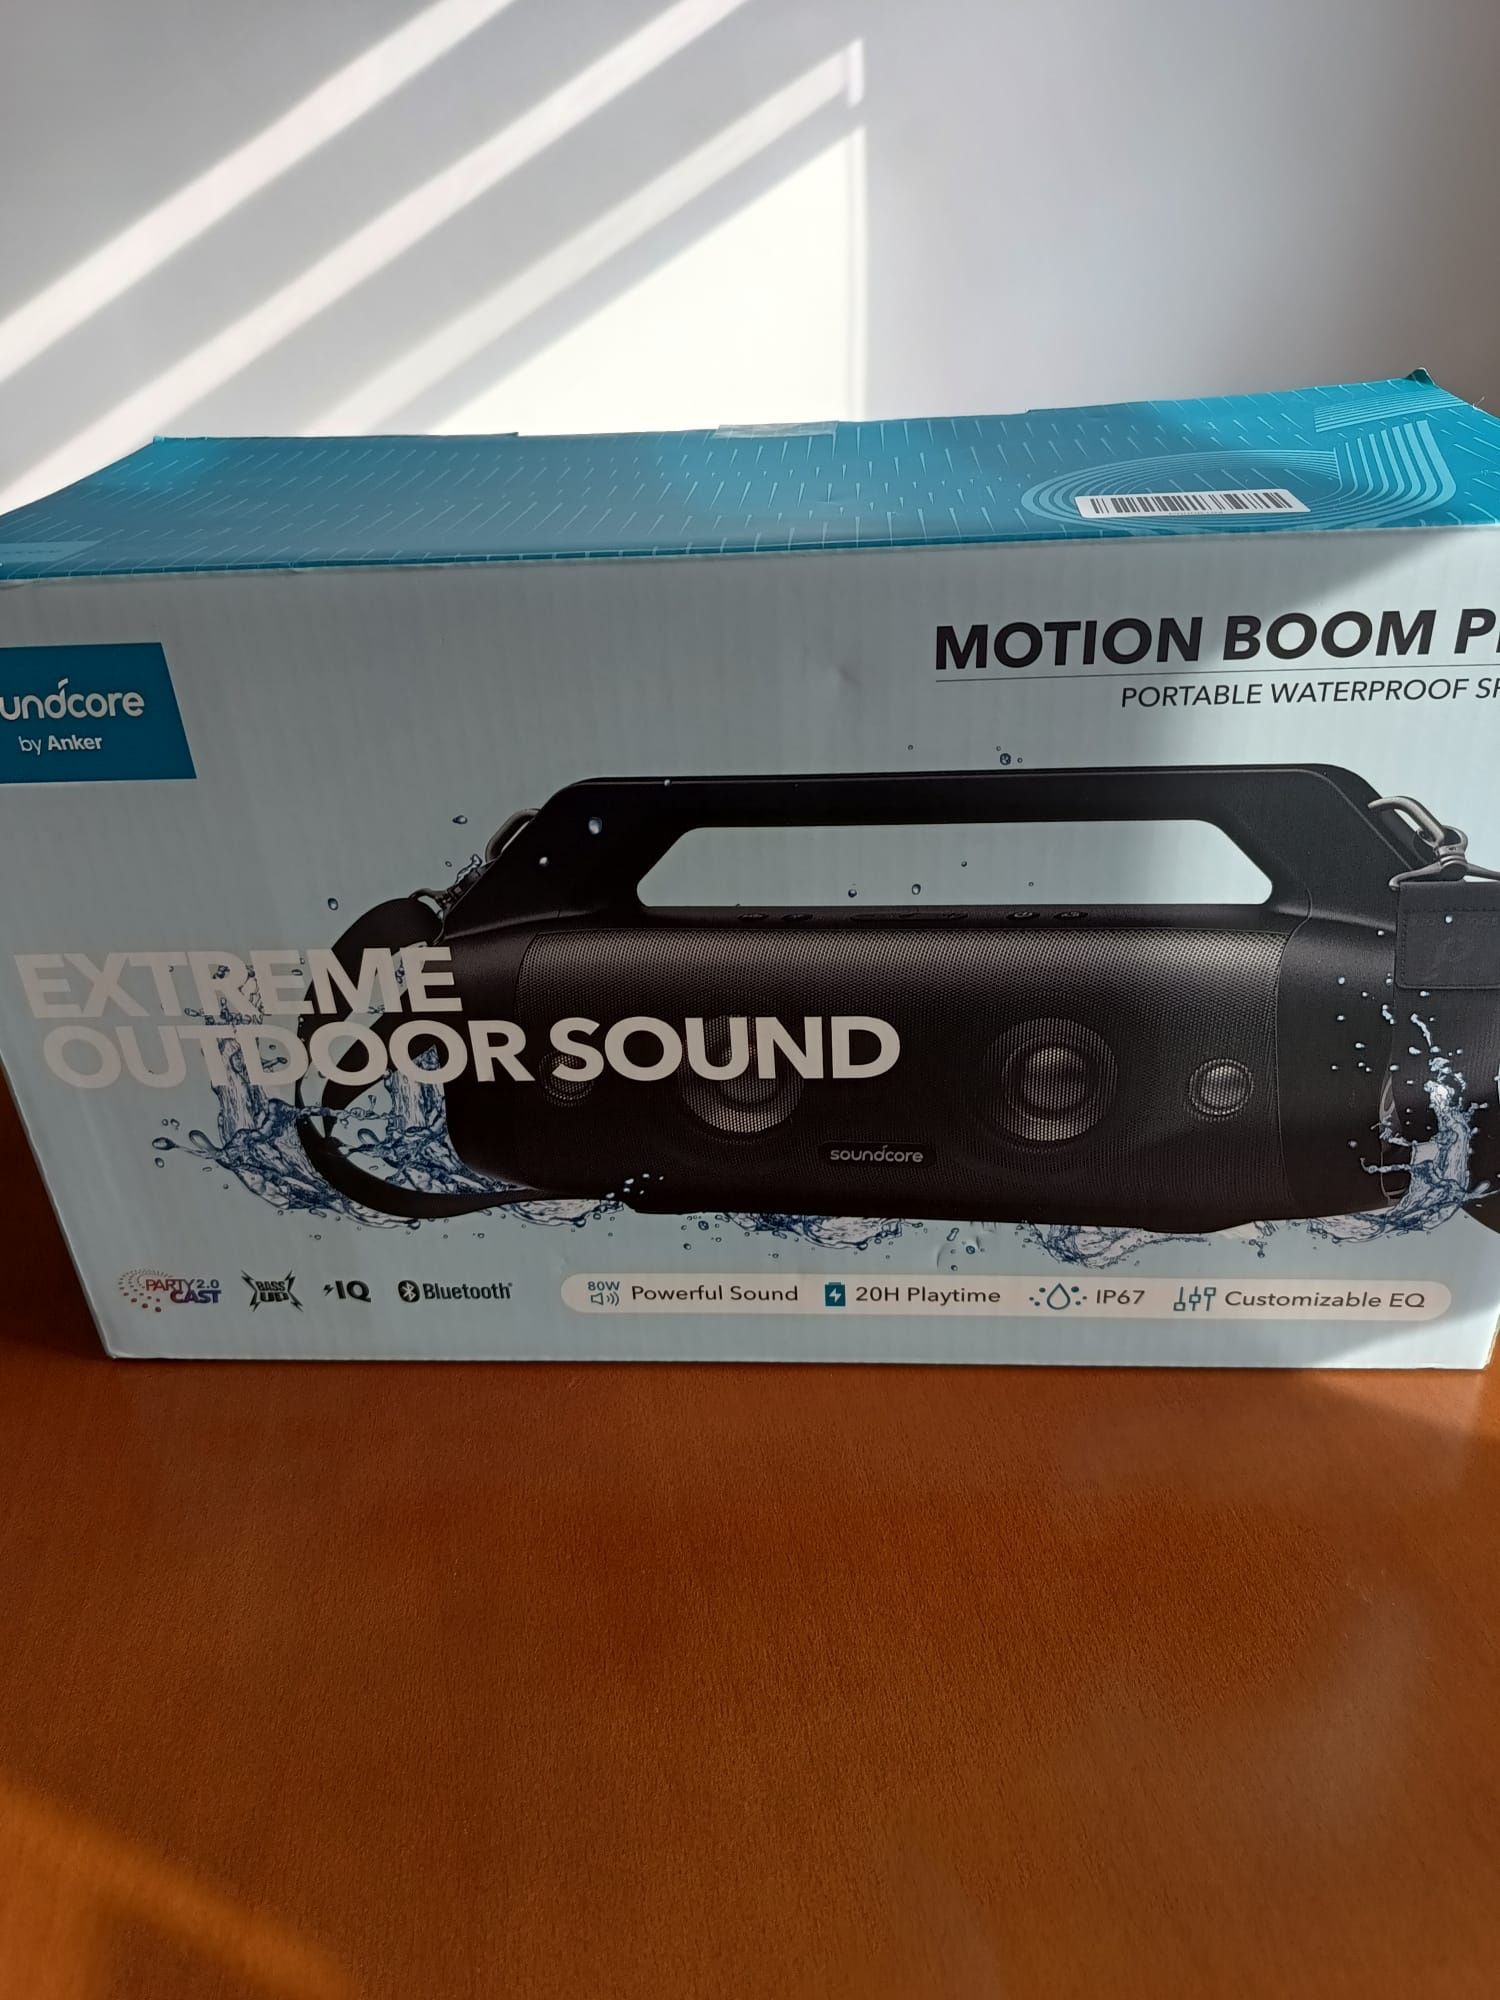 undcore
by Anker
MOTION BOOM
PORTABLE WATERPROOF
EXTREME
OUTDOOR SOUND
soundcore
PARTY 2.0
CAST
BASS
UP
IQ
Bluetooth®
80W
Powerful Sound
20H Playtime
IP67
Customizable EQ